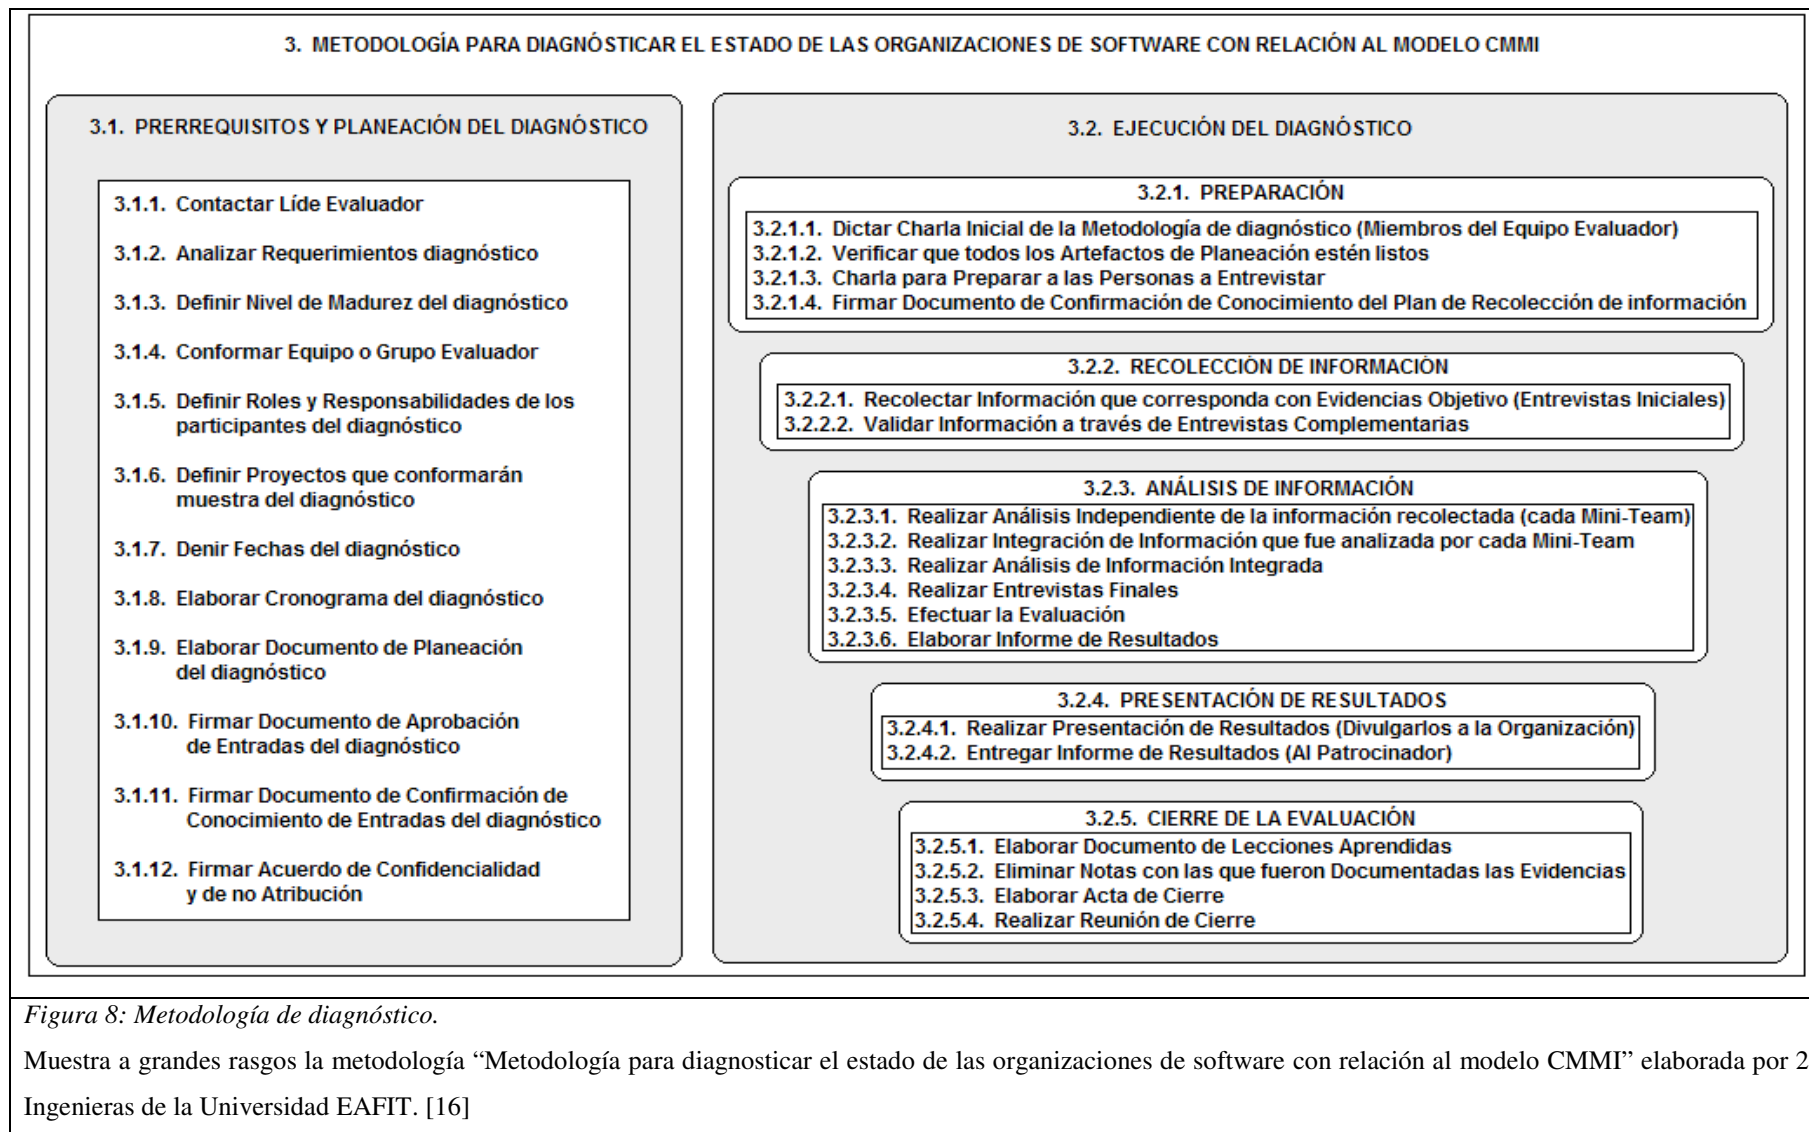 3. METODOLOGÍA PARA DIAGNÓSTICAR EL ESTADO DE LAS ORGANIZACIONES DE SOFTWARE CON RELACIÓN AL MODELO CMMI
3.1. PRERREQUISITOS Y PLANEACIÓN DEL DIAGNÓSTICO
3.1.1. Contactar Líde Evaluador
3.1.2. Analizar Requerimientos diagnóstico
3.1.3. Definir Nivel de Madurez del diagnóstico
3.1.4. Conformar Equipo o Grupo Evaluador
3.1.5. Definir Roles y Responsabilidades de los
participantes del diagnóstico
3.1.6. Definir Proyectos que conformarán
muestra del diagnóstico
3.1.7. Denir Fechas del diagnóstico
3.1.8. Elaborar Cronograma del diagnóstico
3.1.9. Elaborar Documento de Planeación
del diagnóstico
3.1.10. Firmar Documento de Aprobación
de Entradas del diagnóstico
3.1.11. Firmar Documento de Confirmación de
Conocimiento de Entradas del diagnóstico
3.1.12. Firmar Acuerdo de Confidencialidad
y de no Atribución
3.2. EJECUCIÓN DEL DIAGNÓSTICO
3.2.1. PREPARACIÓN
3.2.1.1. Dictar Charla Inicial de la Metodología de diagnóstico (Miembros del Equipo Evaluador)
3.2.1.2. Verificar que todos los Artefactos de Planeación estén listos
3.2.1.3. Charla para Preparar a las Personas a Entrevistar
3.2.1.4. Firmar Documento de Confirmación de Conocimiento del Plan de Recolección de información
3.2.2. RECOLECCIÓN DE INFORMACIÓN
3.2.2.1. Recolectar Información que corresponda con Evidencias Objetivo (Entrevistas Iniciales)
3.2.2.2. Validar Información a través de Entrevistas Complementarias
3.2.3. ANÁLISIS DE INFORMACIÓN
3.2.3.1. Realizar Análisis Independiente de la información recolectada (cada Mini-Team)
3.2.3.2. Realizar Integración de Información que fue analizada por cada Mini-Team
3.2.3.3. Realizar Análisis de Información Integrada
3.2.3.4. Realizar Entrevistas Finales
3.2.3.5. Efectuar la Evaluación
3.2.3.6. Elaborar Informe de Resultados
3.2.4. PRESENTACIÓN DE RESULTADOS
3.2.4.1. Realizar Presentación de Resultados (Divulgarlos a la Organización)
3.2.4.2. Entregar Informe de Resultados (Al Patrocinador)
3.2.5. CIERRE DE LA EVALUACIÓN
3.2.5.1. Elaborar Documento de Lecciones Aprendidas
3.2.5.2. Eliminar Notas con las que fueron Documentadas las Evidencias
3.2.5.3. Elaborar Acta de Cierre
3.2.5.4. Realizar Reunión de Cierre
Figura 8: Metodología de diagnóstico.
Muestra a grandes rasgos la metodología “Metodología para diagnosticar el estado de las organizaciones de software con relación al modelo CMMI” elaborada por 2
Ingenieras de la Universidad EAFIT. [16]